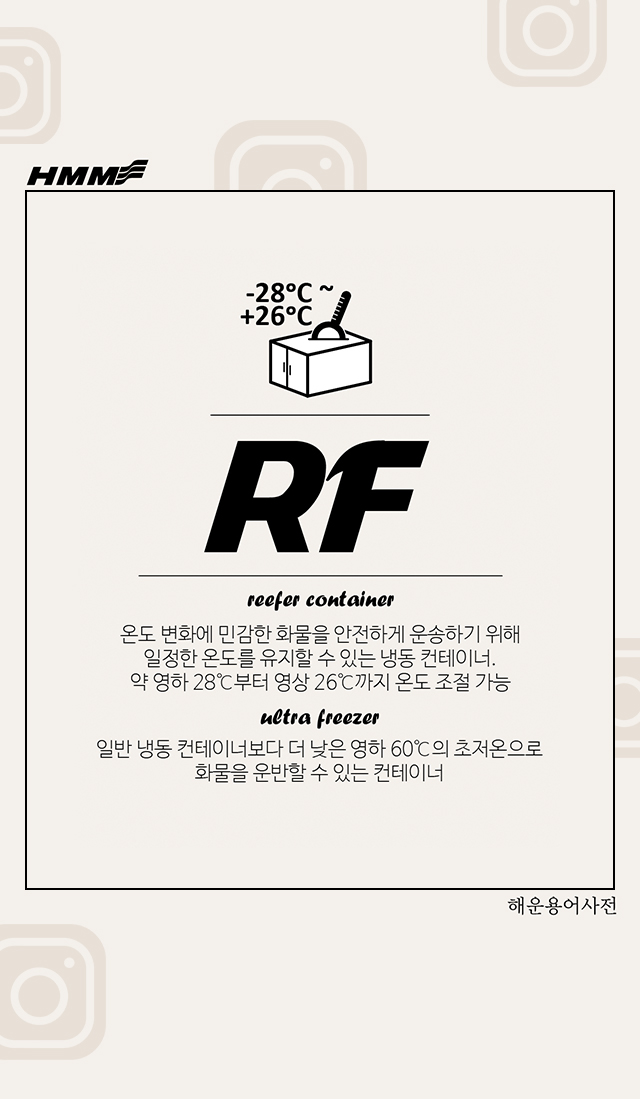 HMM
-28°C ~
+26°C
RF
reefer container
온도 변화에 민감한 화물을 안전하게 운송하기 위해
일정한 온도를 유지할 수 있는 냉동 컨테이너.
약 영하 28℃부터 영상 26℃까지 온도 조절 가능
ultra freezer
일반 냉동 컨테이너보다 더 낮은 영하 60℃의 초저온으로
화물을 운반할 수 있는 컨테이너
해운용어사전